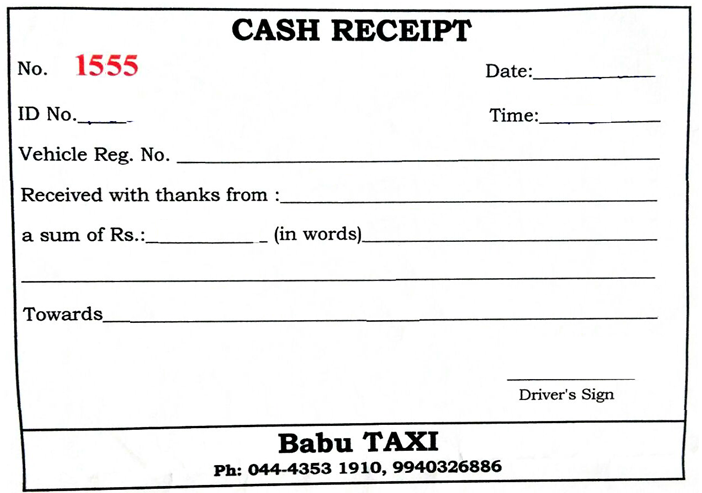 CASH RECEIPT
No. 1555 Date:
ID No. Time:
Vehicle Reg. No.
Received with thanks from :
a sum of Rs.: (in words)
Towards
Driver's Sign
Babu TAXI
Ph: 044-4353 1910, 9940326886